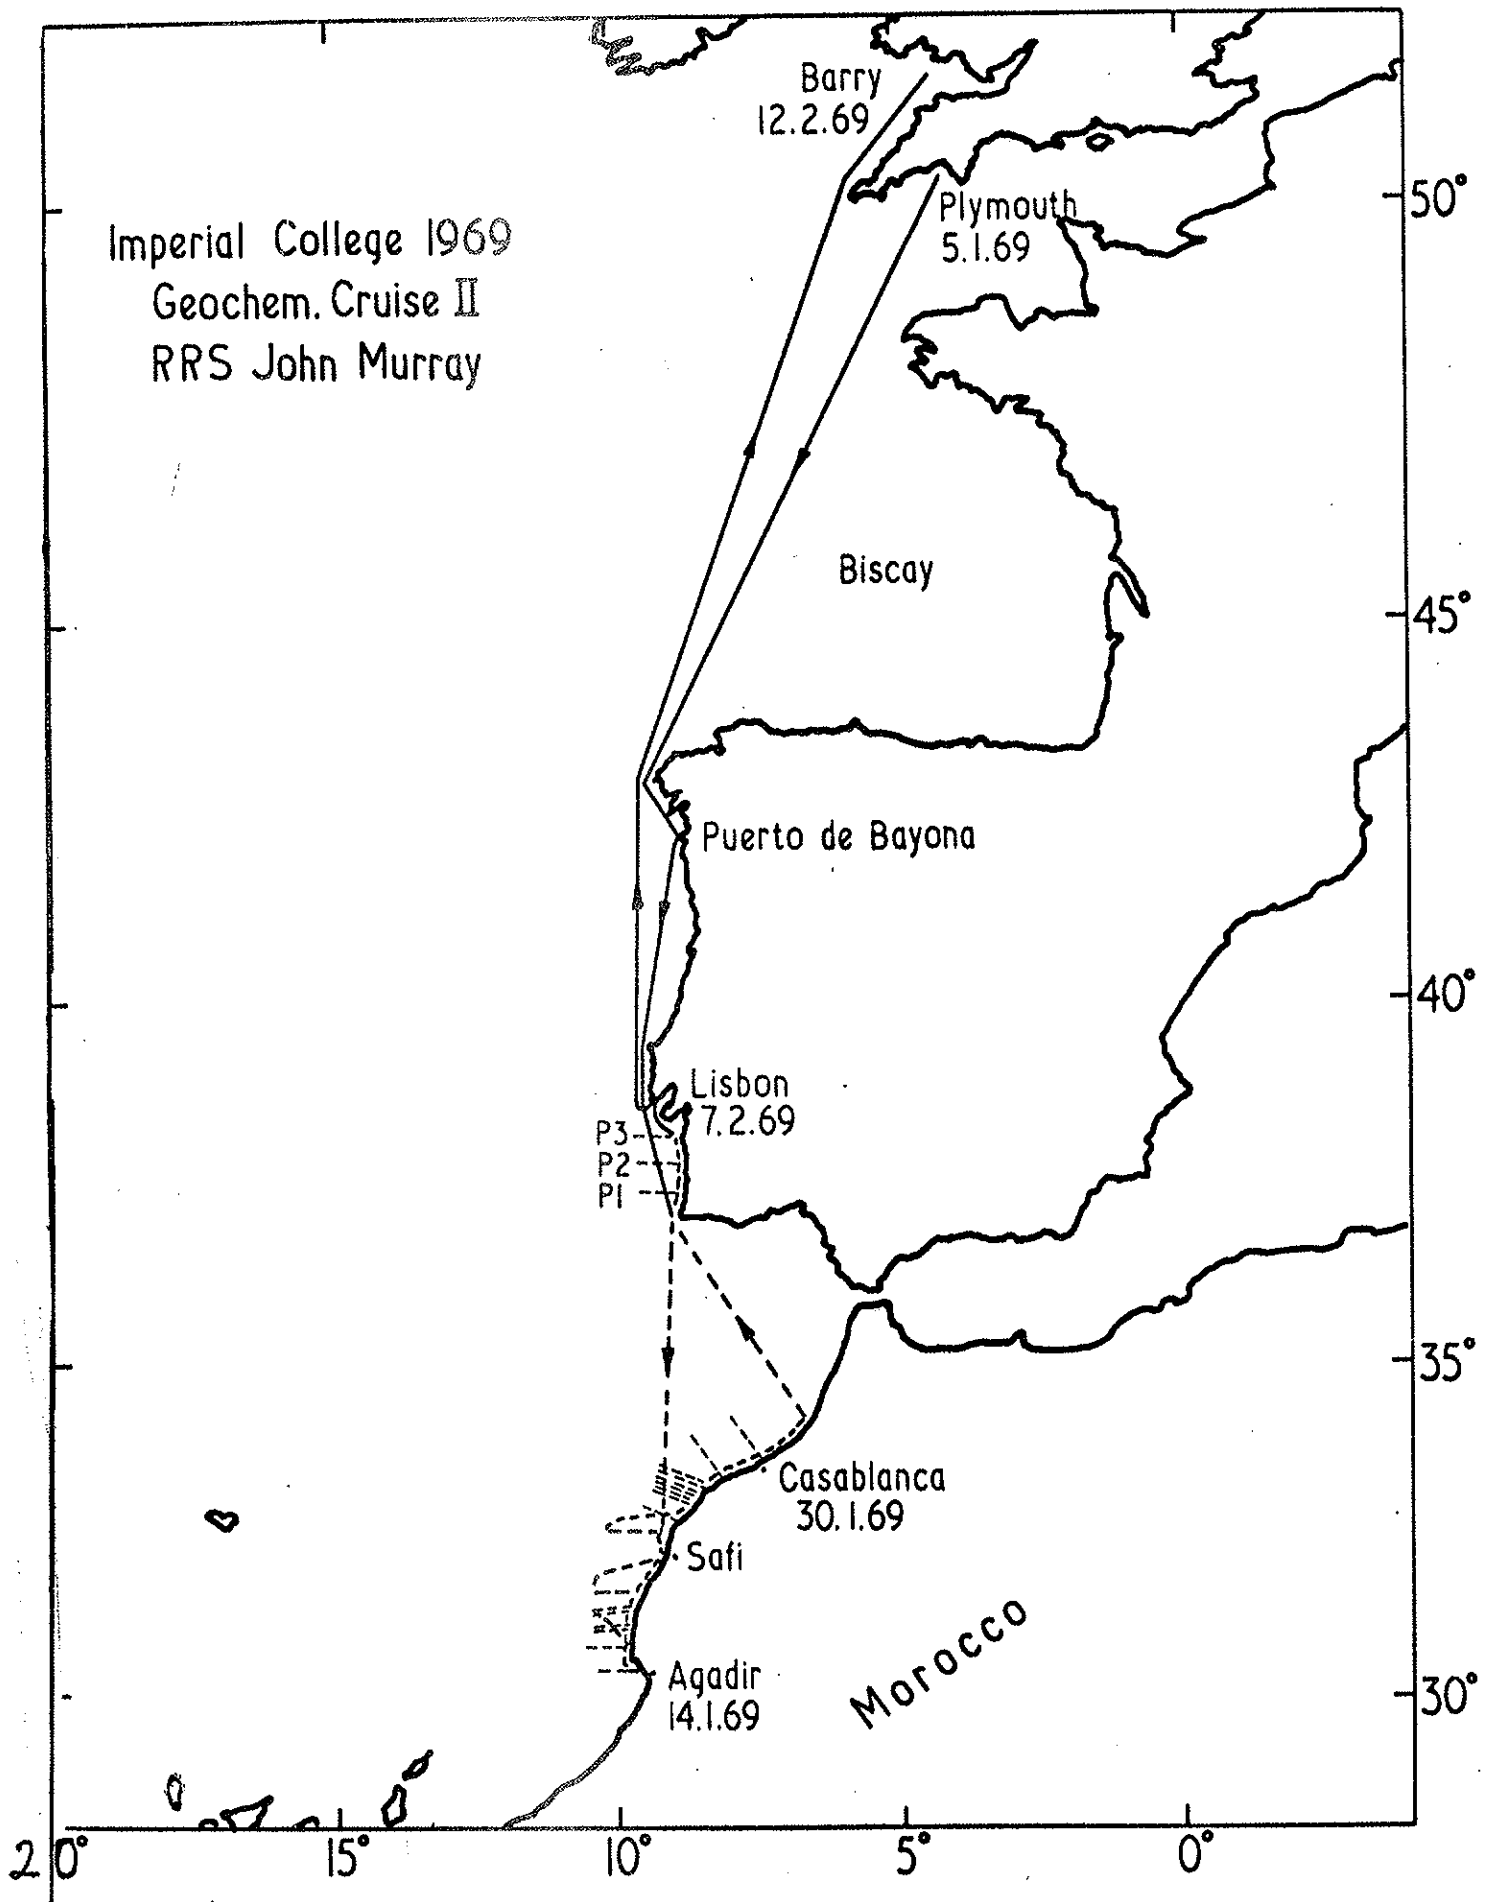 Barry
12.2.69
Imperial College 1969
Geochem. Cruise II
RRS John Murray
Plymouth
5.1.69
50°
Biscay
45°
Puerto de Bayona
40°
Lisbon
7.2.69
P3
P2
P1
35°
Casablanca
30.1.69
Safi
Morocco
Agadir
14.1.69
30°
20°
15°
10°
5°
0°